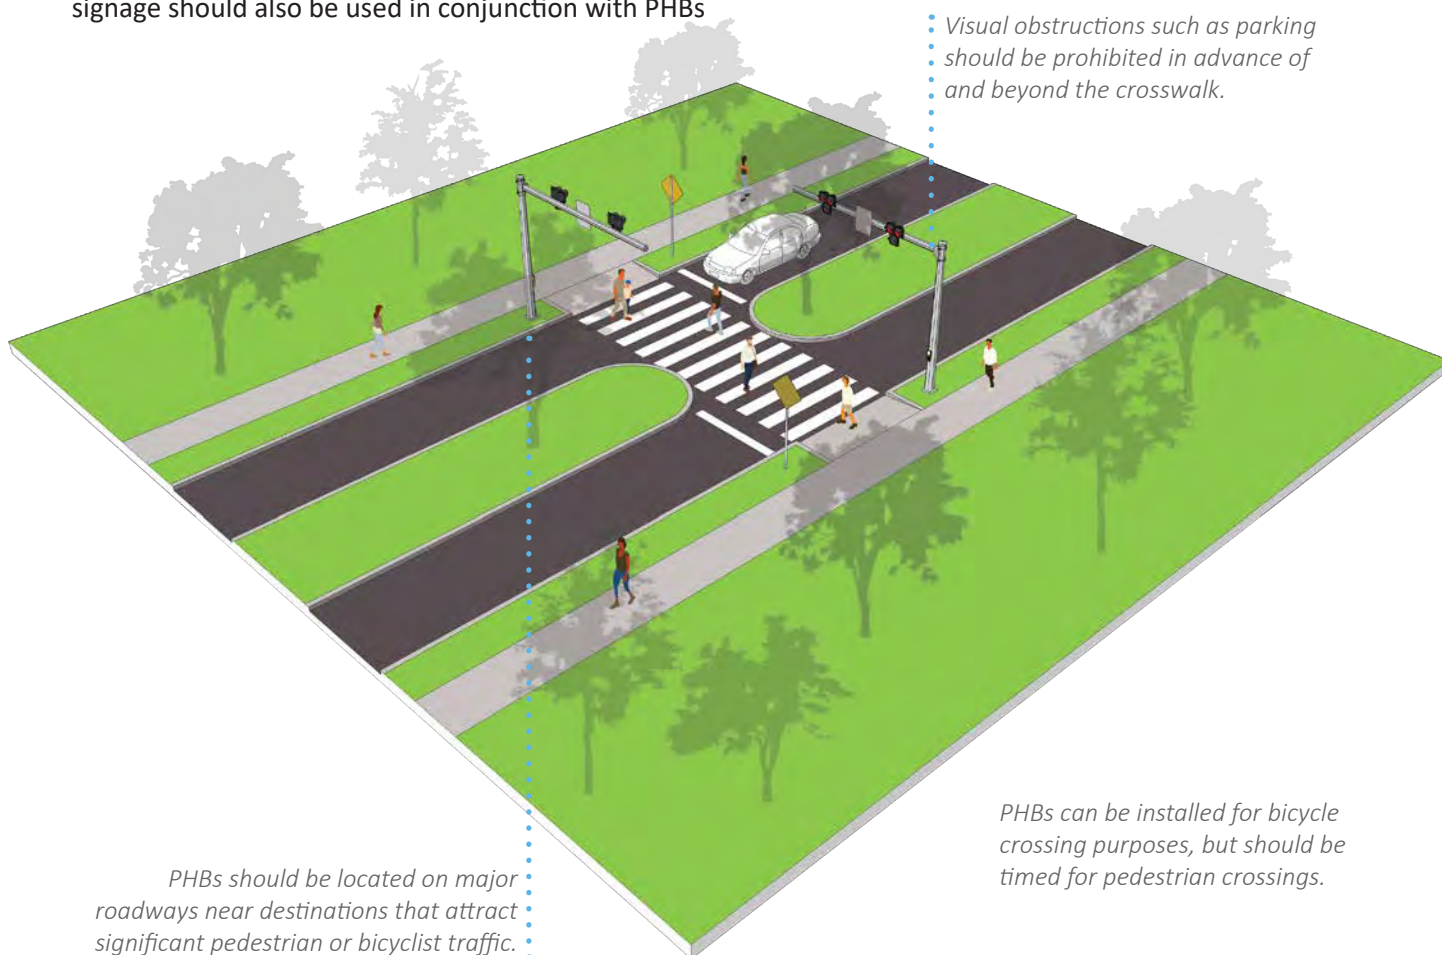 signage should also be used in conjunction with PHBs
Visual obstructions such as parking
should be prohibited in advance of
and beyond the crosswalk.
PHBs can be installed for bicycle
crossing purposes, but should be
timed for pedestrian crossings.
PHBs should be located on major
roadways near destinations that attract
significant pedestrian or bicyclist traffic.